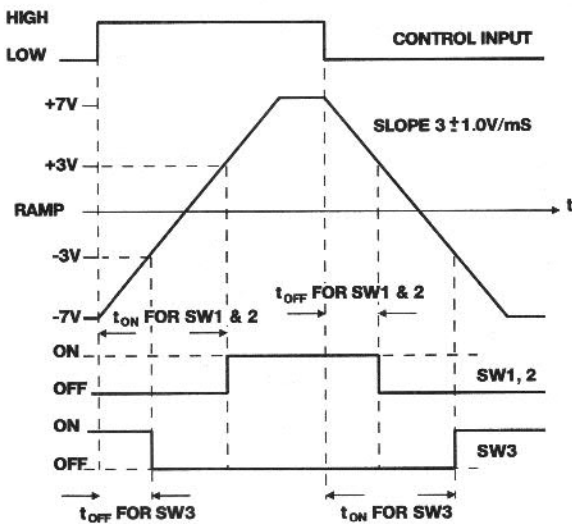 HIGH
CONTROL INPUT
LOW
+7V
SLOPE 3 ± 1.0V/mS
+3V
RAMP
t
-3V
tOFF FOR SW1 & 2
-7V
tON FOR SW1 & 2
ON
SW1, 2
OFF
ON
SW3
OFF
tOFF FOR SW3
tON FOR SW3